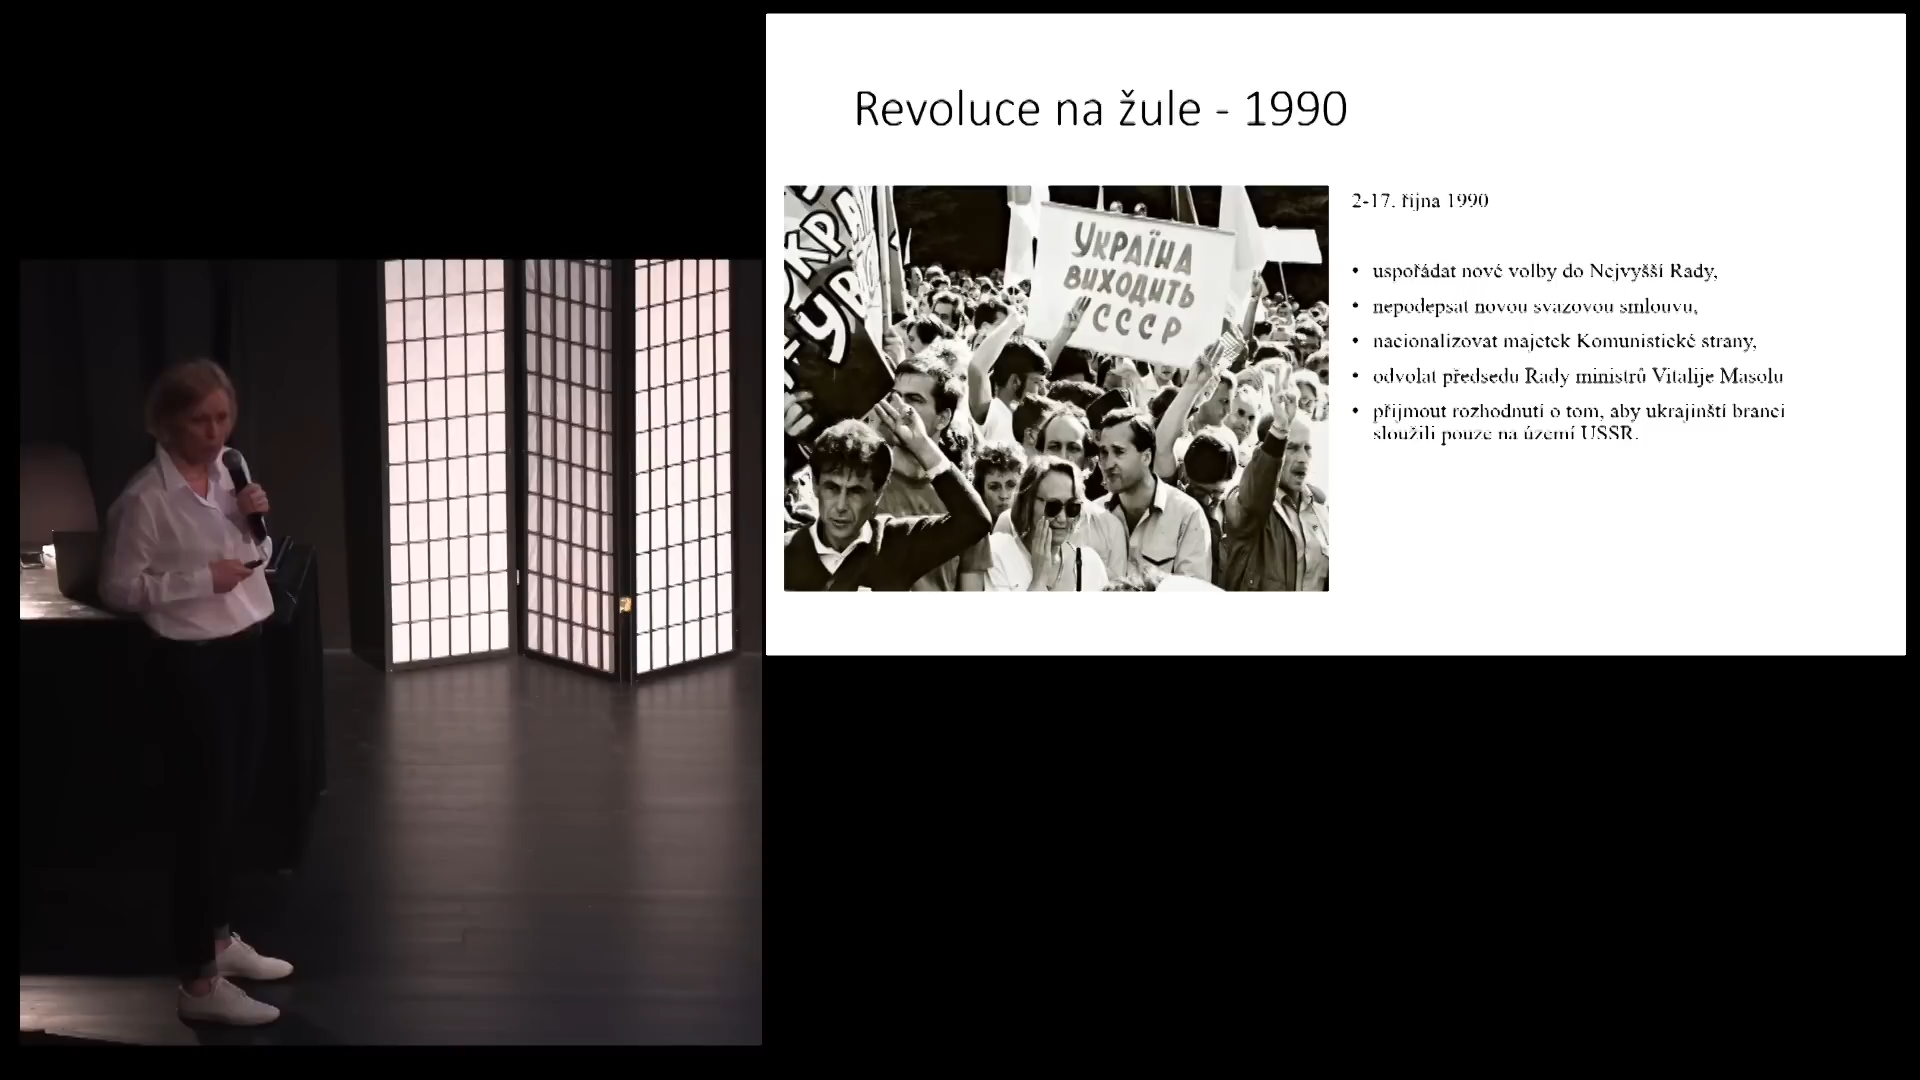 Revoluce na žule - 1990
УКРАЇНА
ВИХОДИТЬ
СССР
2-17. října 1990
• uspořádat nové volby do Nejvyšší Rady,
• nepodepsat novou svazovou smlouvu,
• nacionalizovat majetek Komunistické strany,
• odvolat předsedu Rady ministrů Vitalije Masolu
• přijmout rozhodnutí o tom, aby ukrajinští branci
sloužili pouze na území USSR.